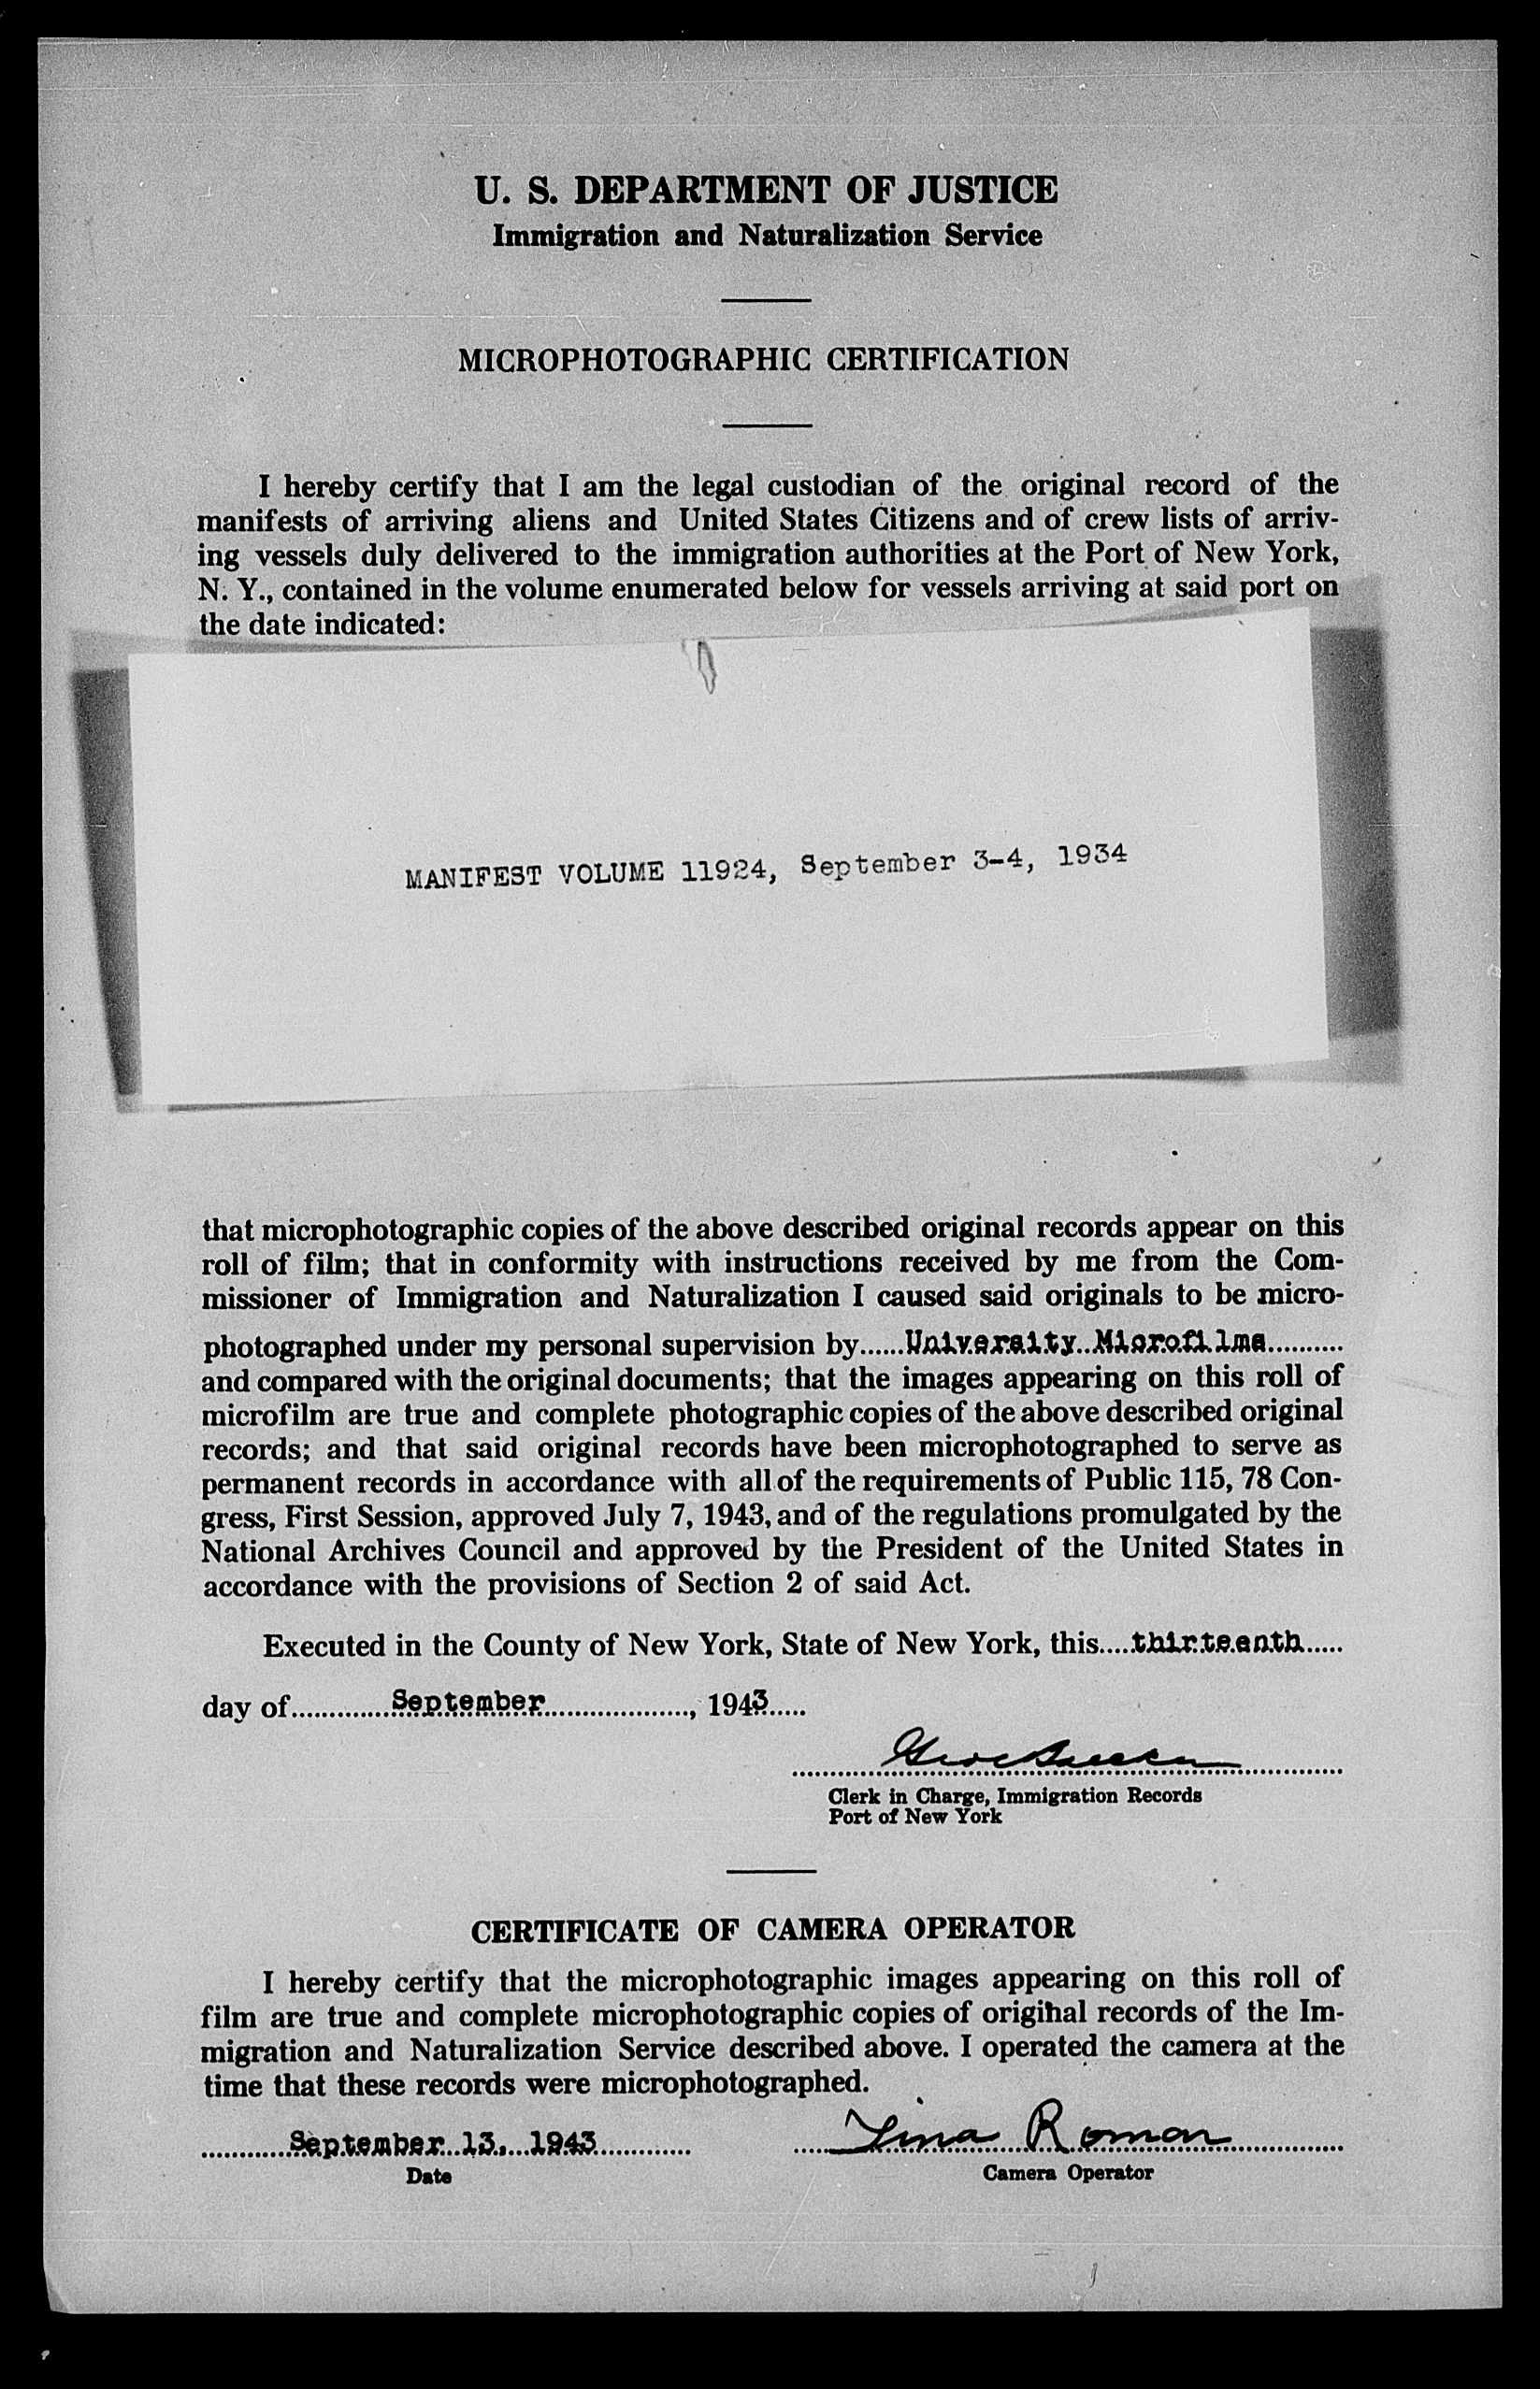 U. S. DEPARTMENT OF JUSTICE
Immigration and Naturalization Service
MICROPHOTOGRAPHIC CERTIFICATION
I hereby certify that I am the legal custodian of the original record of the
manifests of arriving aliens and United States Citizens and of crew lists of arriv-
ing vessels duly delivered to the immigration authorities at the Port of New York,
N. Y., contained in the volume enumerated below for vessels arriving at said port on
the date indicated:
MANIFEST VOLUME 11924, September 3-4, 1934
that microphotographic copies of the above described original records appear on this
roll of film; that in conformity with instructions received by me from the Com-
missioner of Immigration and Naturalization I caused said originals to be micro-
photographed under my personal supervision by......University Microfilms..........
and compared with the original documents; that the images appearing on this roll of
microfilm are true and complete photographic copies of the above described original
records; and that said original records have been microphotographed to serve as
permanent records in accordance with all of the requirements of Public 115, 78 Con-
gress, First Session, approved July 7, 1943, and of the regulations promulgated by the
National Archives Council and approved by the President of the United States in
accordance with the provisions of Section 2 of said Act.
Executed in the County of New York, State of New York, this.....thirteenth.....
day of.............September..................., 1943.....
Clerk in Charge, Immigration Records
Port of New York
CERTIFICATE OF CAMERA OPERATOR
I hereby certify that the microphotographic images appearing on this roll of
film are true and complete microphotographic copies of original records of the Im-
migration and Naturalization Service described above. I operated the camera at the
time that these records were microphotographed.
September 13, 1943 Roman
Date Camera Operator